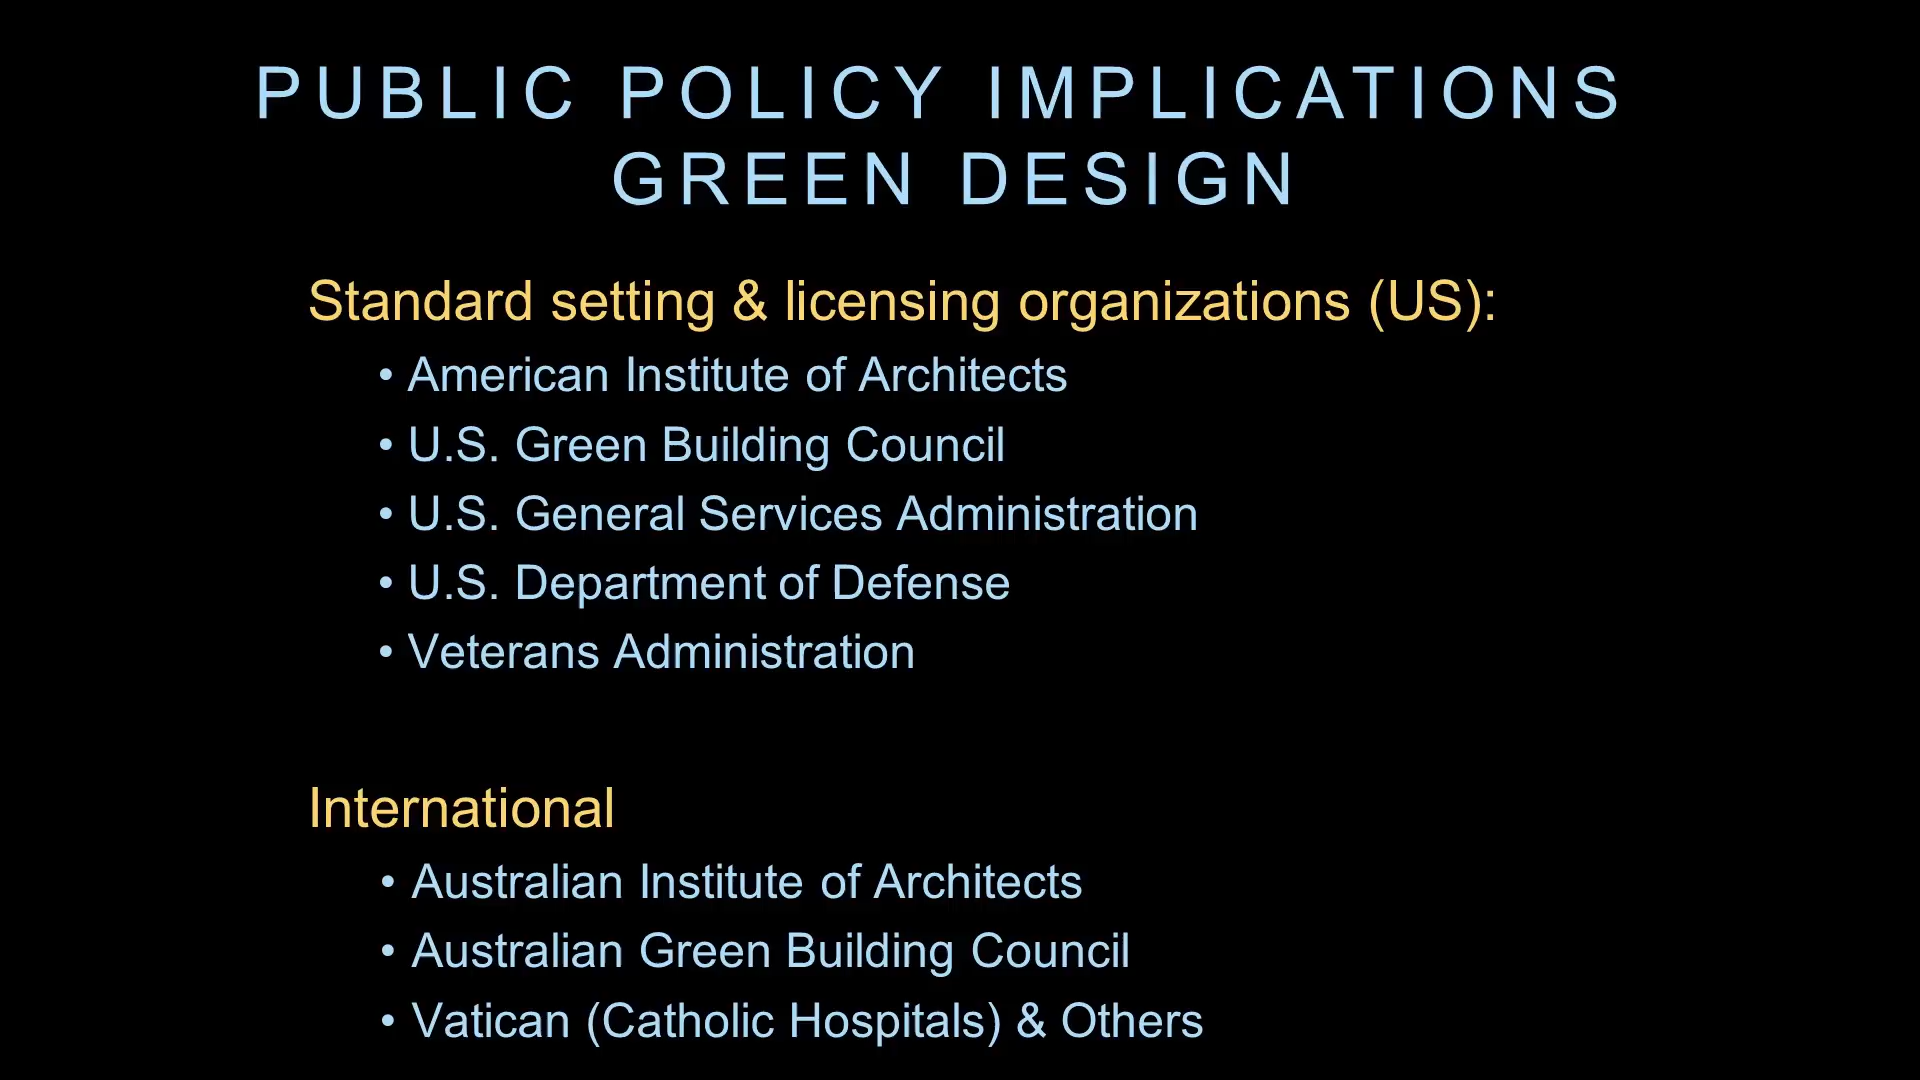 PUBLIC POLICY IMPLICATIONS
GREEN DESIGN
Standard setting & licensing organizations (US):
• American Institute of Architects
• U.S. Green Building Council
• U.S. General Services Administration
• U.S. Department of Defense
• Veterans Administration
International
• Australian Institute of Architects
• Australian Green Building Council
• Vatican (Catholic Hospitals) & Others